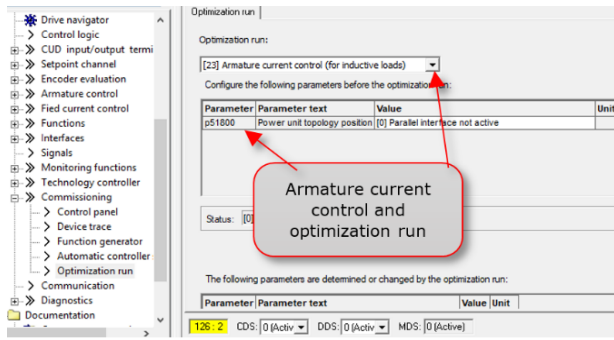 Drive navigator
Control logic
CUD input/output termi
Setpoint channel
Encoder evaluation
Armature control
Fied current control
Functions
Interfaces
Signals
Monitoring functions
Technology controller
Commissioning
Control panel
Device trace
Function generator
Automatic controller
Optimization run
Communication
Diagnostics
Documentation
Optimization run
Optimization run:
[23] Armature current control (for inductive loads)
Configure the following parameters before the optimization run:
Parameter Parameter text Value Unit
p51800 Power unit topology position [0] Parallel interface not active
Armature current
control and
optimization run
Status: [0]
The following parameters are determined or changed by the optimization run:
Parameter Parameter text Value Unit
126 : 2 CDS: 0 (Activ DDS: 0 (Activ MDS: 0 (Active)